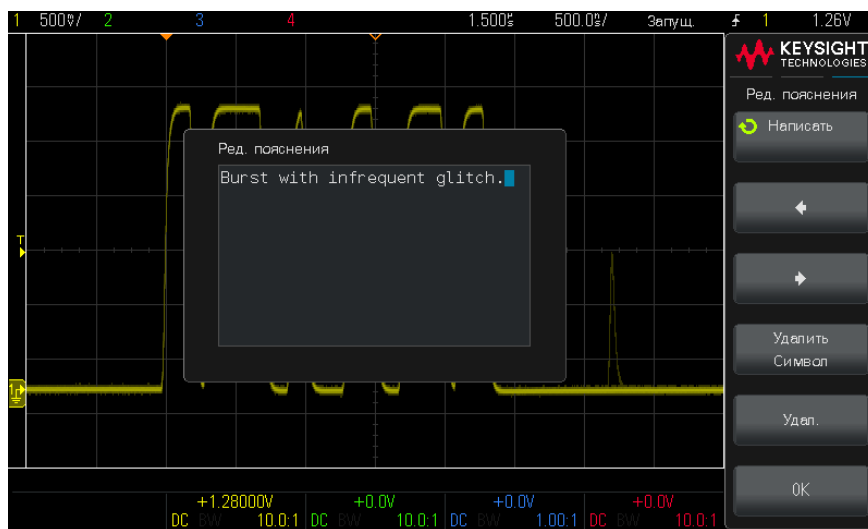 1 500♡/ 2 3 4 1.500s 500.0s/ Запущ. 1 1.26V
KEYSIGHT
TECHNOLOGIES
Ред. пояснения
Написать
Ред. пояснения
Burst with infrequent glitch.
T
Удалить
Символ
Удал.
OK
+1.28000V +0.0V +0.0V +0.0V
DC BW 10.0:1 DC BW 10.0:1 DC BW 1.00:1 DC BW 10.0:1